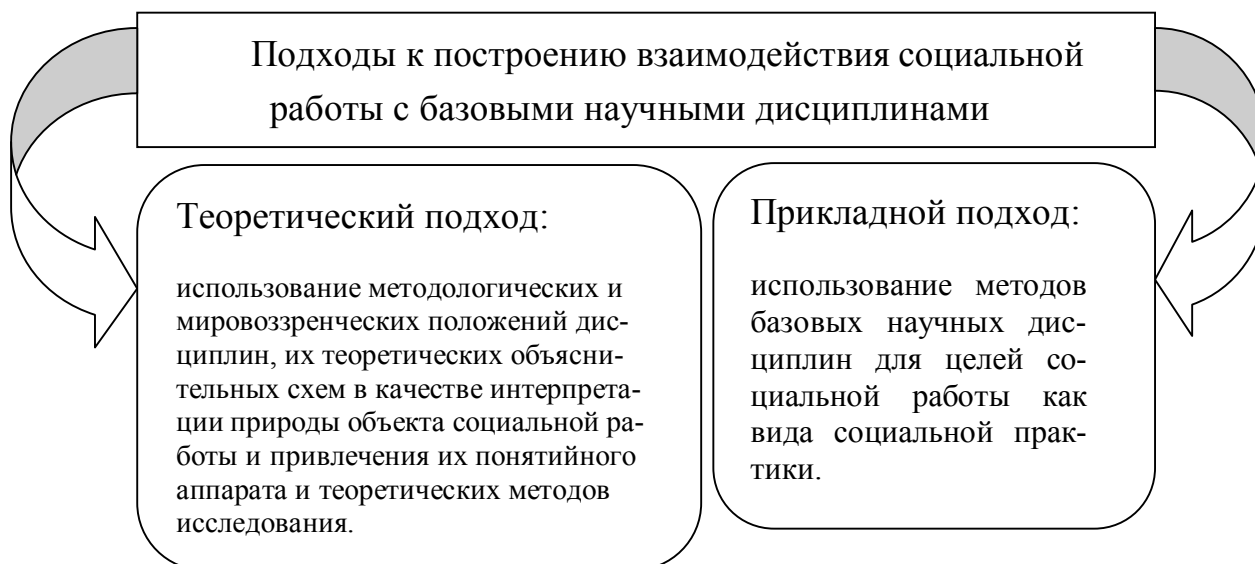 Подходы к построению взаимодействия социальной
работы с базовыми научными дисциплинами
Теоретический подход:
использование методологических и
мировоззренческих положений дис-
циплин, их теоретических объясни-
тельных схем в качестве интерпрета-
ции природы объекта социальной ра-
боты и привлечения их понятийного
аппарата и теоретических методов
исследования.
Прикладной подход:
использование методов
базовых научных дис-
циплин для целей со-
циальной работы как
вида социальной прак-
тики.